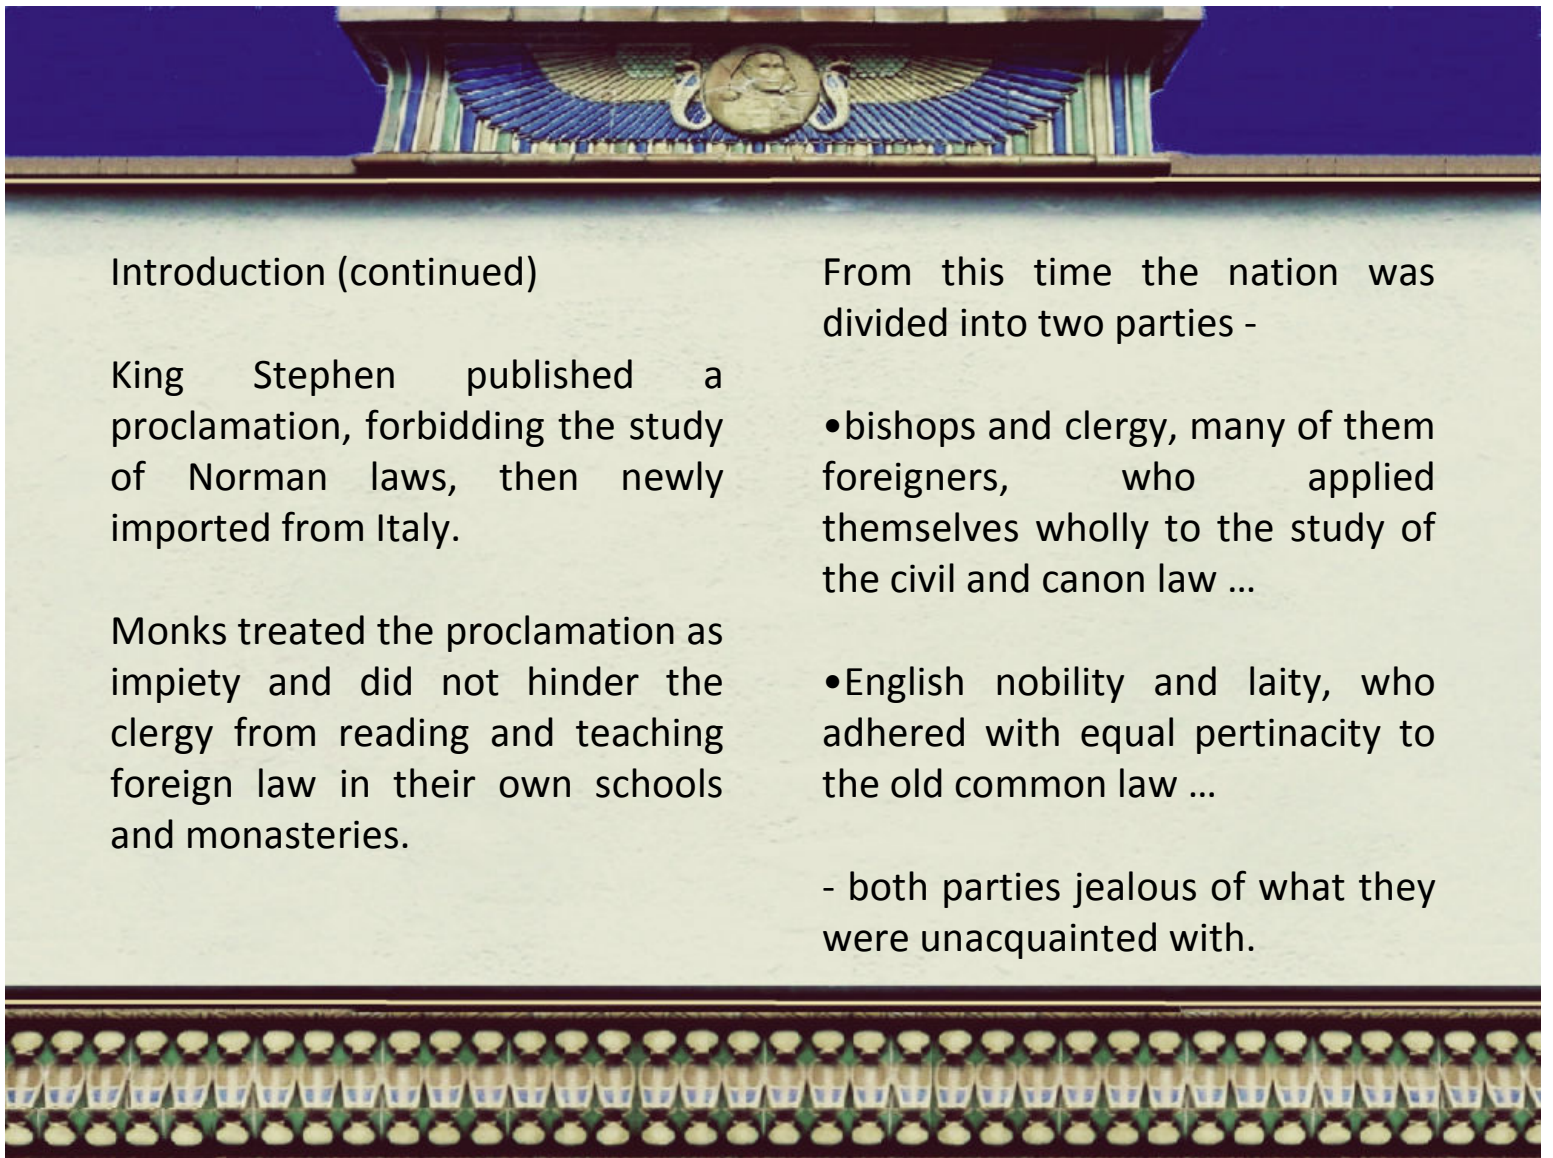 Introduction (continued)
King Stephen published a
proclamation, forbidding the study
of Norman laws, then newly
imported from Italy.
Monks treated the proclamation as
impiety and did not hinder the
clergy from reading and teaching
foreign law in their own schools
and monasteries.
From this time the nation was
divided into two parties -
•bishops and clergy, many of them
foreigners, who applied
themselves wholly to the study of
the civil and canon law …
•English nobility and laity, who
adhered with equal pertinacity to
the old common law …
- both parties jealous of what they
were unacquainted with.